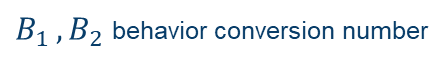 B₁ , B₂ behavior conversion number